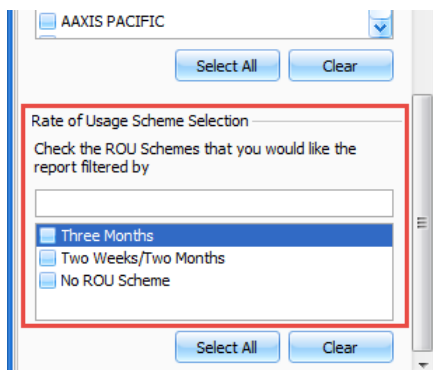 AAXIS PACIFIC
Select All Clear
Rate of Usage Scheme Selection
Check the ROU Schemes that you would like the
report filtered by
Three Months
Two Weeks/Two Months
No ROU Scheme
Select All Clear